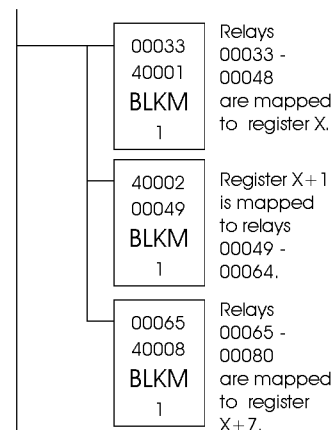 00033
40001
BLKM
1
Relays
00033 -
00048
are mapped
to register X.
40002
00049
BLKM
1
Register X+1
is mapped
to relays
00049 -
00064.
00065
40008
BLKM
1
Relays
00065 -
00080
are mapped
to register
X+7.